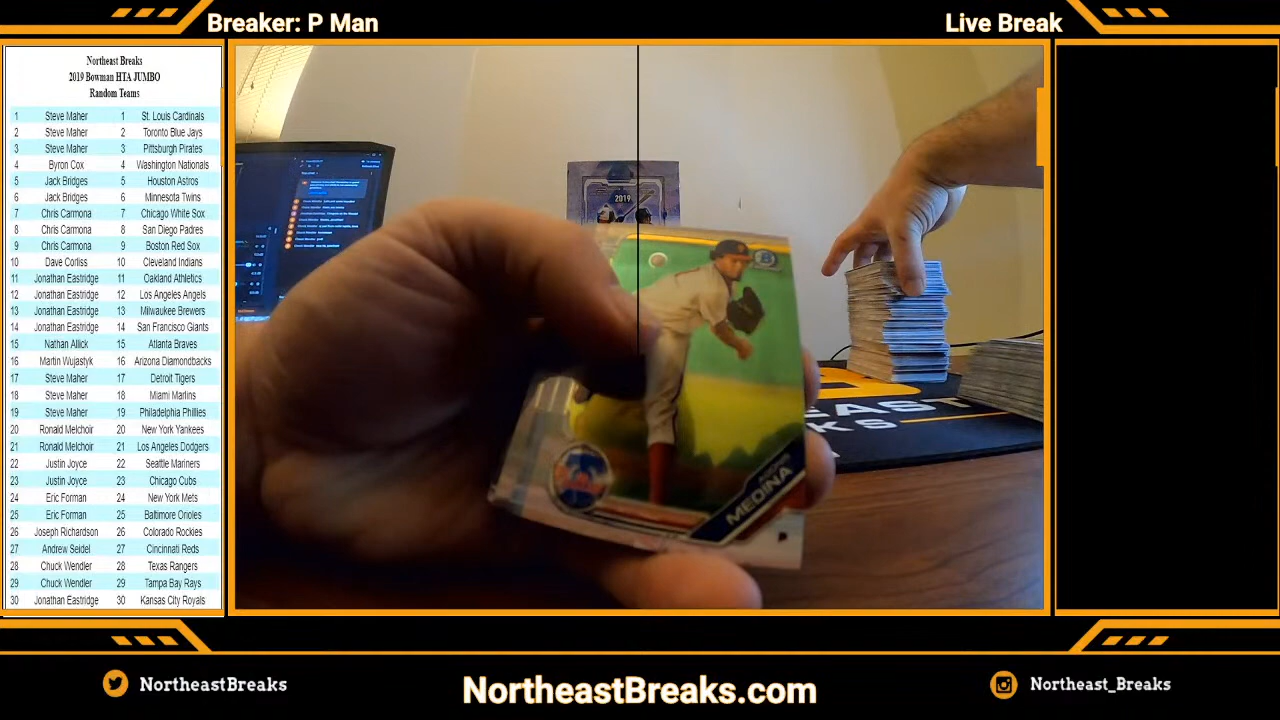 Breaker: P Man
Live Break
Northeast Breaks
2019 Bowman HTA JUMBO
Random Teams
1 Steve Maher 1 St. Louis Cardinals
2 Steve Maher 2 Toronto Blue Jays
3 Steve Maher 3 Pittsburgh Pirates
4 Byron Cox 4 Washington Nationals
5 Jack Bridges 5 Houston Astros
6 Jack Bridges 6 Minnesota Twins
7 Chris Carmona 7 Chicago White Sox
8 Chris Carmona 8 San Diego Padres
9 Chris Carmona 9 Boston Red Sox
10 Dave Corliss 10 Cleveland Indians
11 Jonathan Eastridge 11 Oakland Athletics
12 Jonathan Eastridge 12 Los Angeles Angels
13 Jonathan Eastridge 13 Milwaukee Brewers
14 Jonathan Eastridge 14 San Francisco Giants
15 Nathan Allick 15 Atlanta Braves
16 Martin Wujastyk 16 Arizona Diamondbacks
17 Steve Maher 17 Detroit Tigers
18 Steve Maher 18 Miami Marlins
19 Steve Maher 19 Philadelphia Phillies
20 Ronald Melchoir 20 New York Yankees
21 Ronald Melchoir 21 Los Angeles Dodgers
22 Justin Joyce 22 Seattle Mariners
23 Justin Joyce 23 Chicago Cubs
24 Eric Forman 24 New York Mets
25 Eric Forman 25 Baltimore Orioles
26 Joseph Richardson 26 Colorado Rockies
27 Andrew Seidel 27 Cincinnati Reds
28 Chuck Wendler 28 Texas Rangers
29 Chuck Wendler 29 Tampa Bay Rays
30 Jonathan Eastridge 30 Kansas City Royals
2019
B
MEDINA
EAST
KS
NortheastBreaks
NortheastBreaks.com
Northeast_Breaks